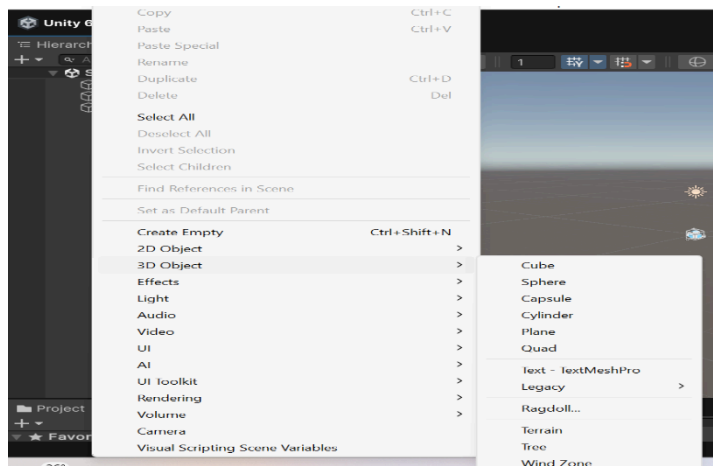 Unity 6
Hierarch
S
Copy Ctrl+C
Paste Ctrl+V
Paste Special
Rename
Duplicate Ctrl+D
Delete Del
Select All
Deselect All
Invert Selection
Select Children
Find References in Scene
Set as Default Parent
Create Empty Ctrl+Shift+N
2D Object >
3D Object >
Effects >
Light >
Audio >
Video >
UI >
AI >
UI Toolkit >
Rendering >
Volume >
Camera
Visual Scripting Scene Variables
1
Cube
Sphere
Capsule
Cylinder
Plane
Quad
Text - TextMeshPro
Legacy >
Ragdoll...
Terrain
Tree
Wind Zone
Project
Favor